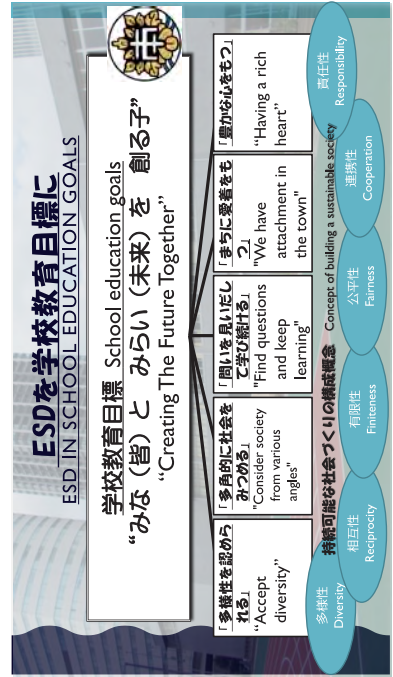 ESDを学校教育目標に
ESD IN SCHOOL EDUCATION GOALS
学校教育目標 School education goals
“みな（皆）と みらい（未来）を 創る子”
“Creating The Future Together”
「多様性を認めら
れる」
“Accept
diversity”
「多角的に社会を
みつめる」
"Consider society
from various
angles"
「問いを見いだし
て学び続ける」
"Find questions
and keep
learning"
「まちに愛着をも
つ」
"We have
attachment in
the town"
「豊かな心をもつ」
“Having a rich
heart”
持続可能な社会づくりの構成概念 Concept of building a sustainable society
多様性
Diversity
相互性
Reciprocity
有限性
Finiteness
公平性
Fairness
連携性
Cooperation
責任性
Responsibility